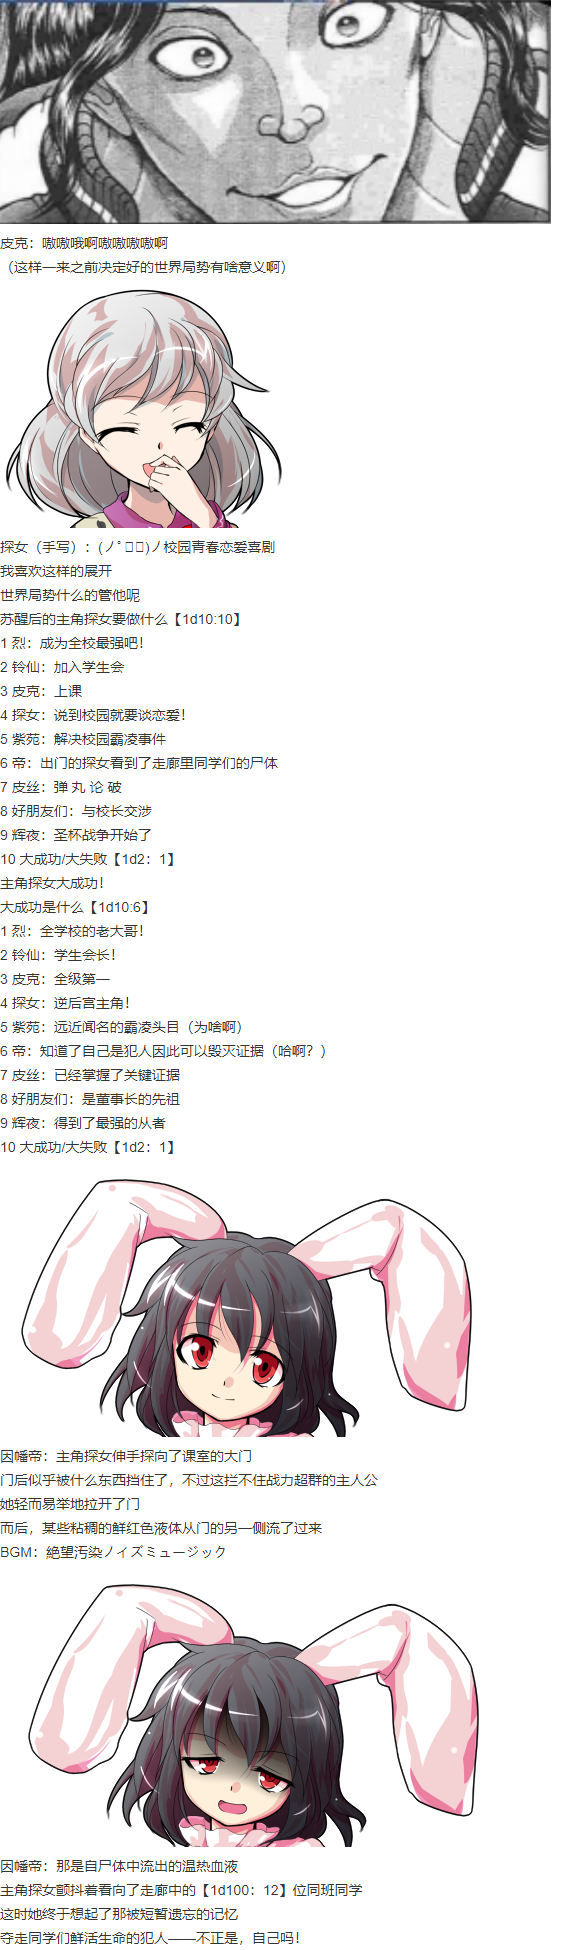 皮克：嗷嗷哦啊嗷嗷嗷嗷啊
（这样一来之前决定好的世界局势有啥意义啊）
探女（手写）：(ノﾟ▯▯)ノ校园青春恋爱喜剧
我喜欢这样的展开
世界局势什么的管他呢
苏醒后的主角探女要做什么【1d10:10】
1 烈：成为全校最强吧！
2 铃仙：加入学生会
3 皮克：上课
4 探女：说到校园就要谈恋爱！
5 紫苑：解决校园霸凌事件
6 帝：出门的探女看到了走廊里同学们的尸体
7 皮丝：弹 丸 论 破
8 好朋友们：与校长交涉
9 辉夜：圣杯战争开始了
10 大成功/大失败【1d2：1】
主角探女大成功！
大成功是什么【1d10:6】
1 烈：全学校的老大哥！
2 铃仙：学生会长！
3 皮克：全级第一
4 探女：逆后宫主角！
5 紫苑：远近闻名的霸凌头目（为啥啊）
6 帝：知道了自己是犯人因此可以毁灭证据（哈啊？）
7 皮丝：已经掌握了关键证据
8 好朋友们：是董事长的先祖
9 辉夜：得到了最强的从者
10 大成功/大失败【1d2：1】
因幡帝：主角探女伸手探向了课室的大门
门后似乎被什么东西挡住了，不过这拦不住战力超群的主人公
她轻而易举地拉开了门
而后，某些粘稠的鲜红色液体从门的另一侧流了过来
BGM：絶望汚染ノイズミュージック
因幡帝：那是自尸体中流出的温热血液
主角探女颤抖着看向了走廊中的【1d100：12】位同班同学
这时她终于想起了那被短暂遗忘的记忆
夺走同学们鲜活生命的犯人——不正是，自己吗！